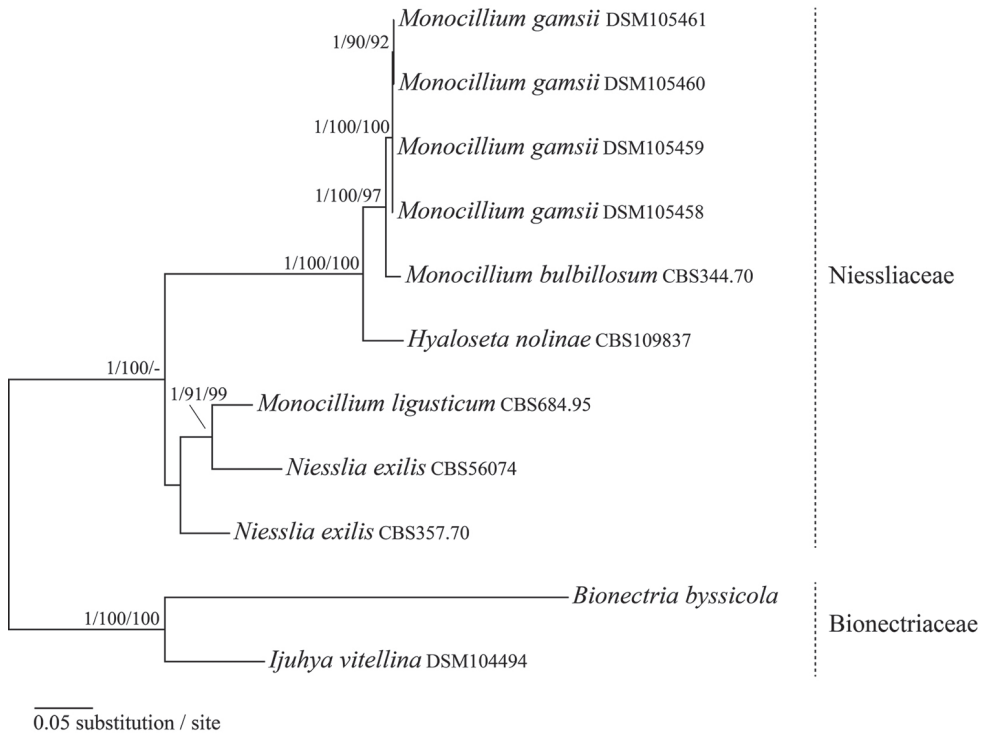 Monocillium gamsii DSM105461
1/90/92
Monocillium gamsii DSM105460
1/100/100
Monocillium gamsii DSM105459
1/100/97
Monocillium gamsii DSM105458
1/100/100
Monocillium bulbillosum CBS344.70
Niessliaceae
Hyaloseta nolinae CBS109837
1/100/-
1/91/99
Monocillium ligusticum CBS684.95
Niesslia exilis CBS56074
Niesslia exilis CBS357.70
Bionectria byssicola
1/100/100
Bionectriaceae
Ijuhya vitellina DSM104494
0.05 substitution / site